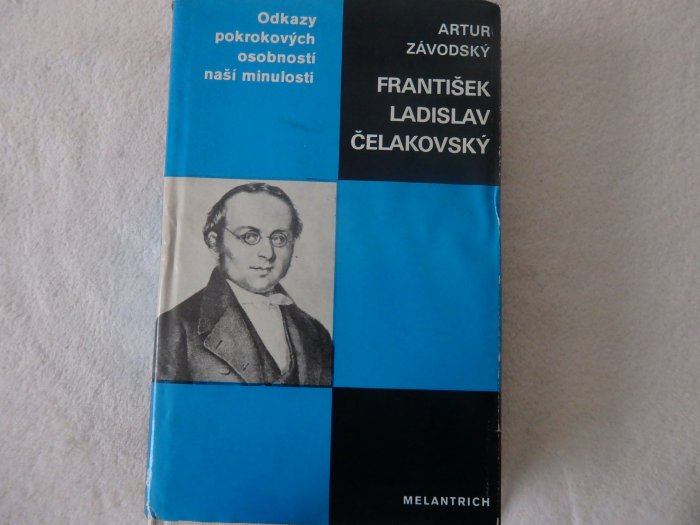 Odkazy
pokrokových
osobností
naší minulosti
ARTUR
ZÁVODSKÝ
FRANTIŠEK
LADISLAV
ČELAKOVSKÝ
MELANTRICH